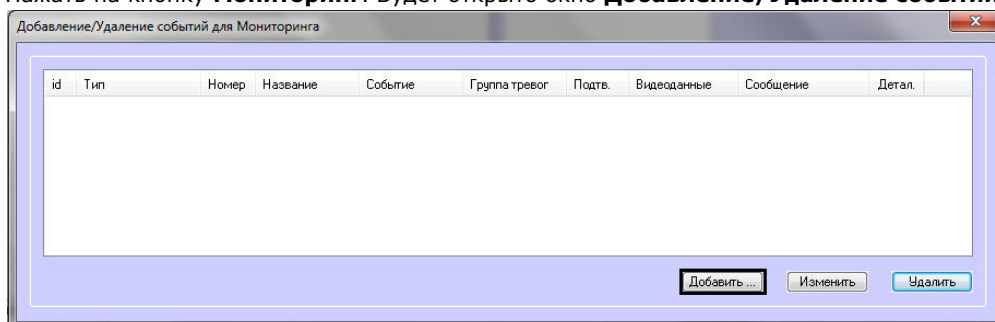 Нажать на кнопку Мониторинг. Будет открыто окно Добавление/Удаление событий
Добавление/Удаление событий для Мониторинга
id Тип Номер Название Событие Группа тревог Подтв. Видеоданные Сообщение Детал.
Добавить ... Изменить Удалить